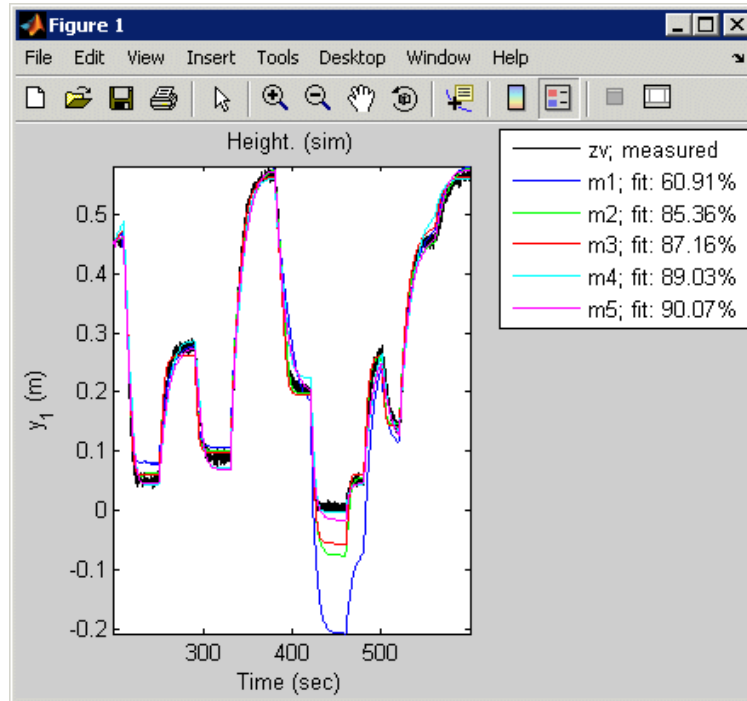 Figure 1
File Edit View Insert Tools Desktop Window Help
Height. (sim)
zv; measured
m1; fit: 60.91%
m2; fit: 85.36%
m3; fit: 87.16%
m4; fit: 89.03%
m5; fit: 90.07%
y1 (m)
0.5
0.4
0.3
0.2
0.1
0
-0.1
-0.2
300 400 500
Time (sec)